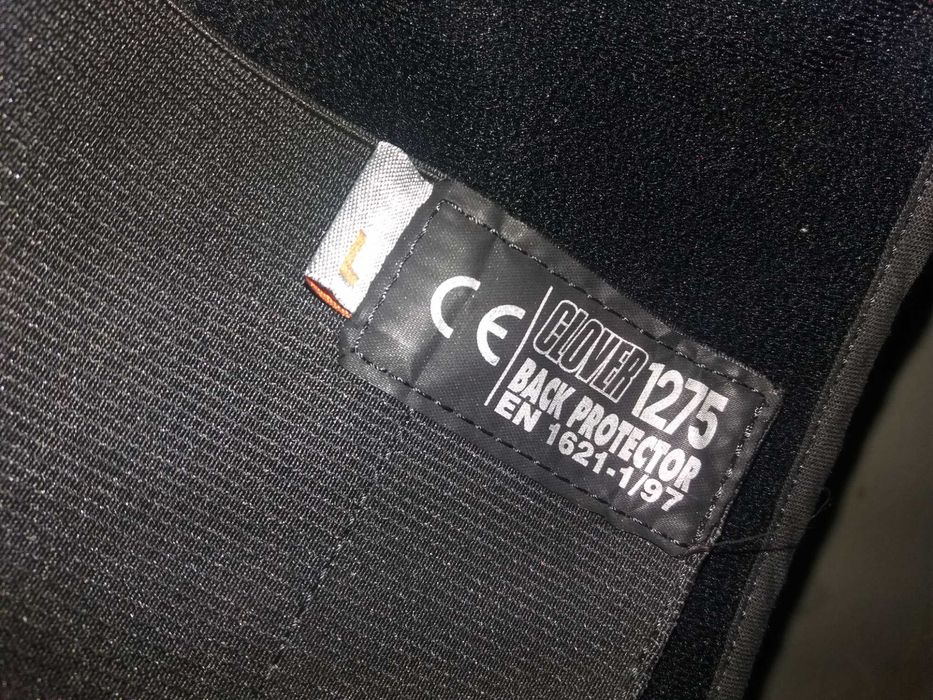 L
CE
CLOVER 1275
BACK PROTECTOR
EN 1621-1/97